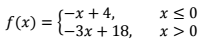 f(x) = {−x + 4, x ≤ 0
−3x + 18, x > 0